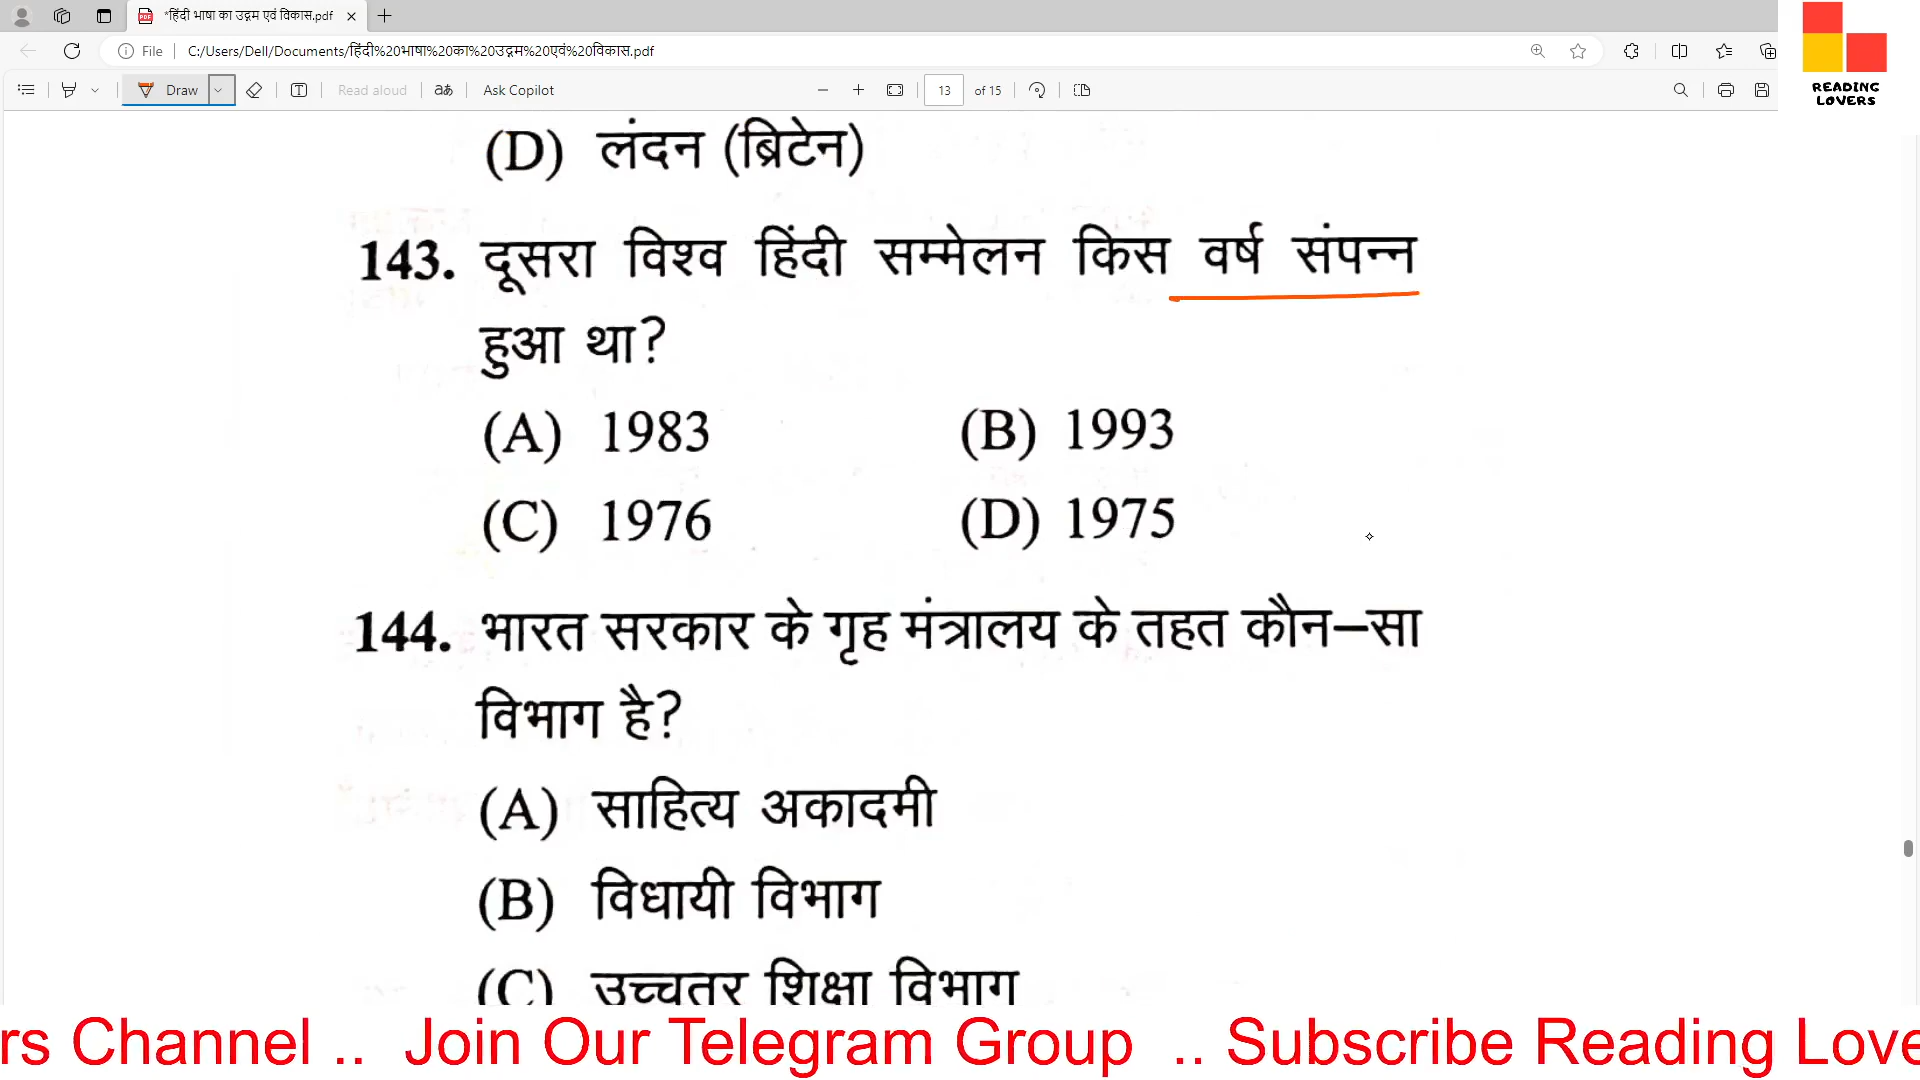 *हिंदी भाषा का उद्गम एवं विकास.pdf
File C:/Users/Dell/Documents/हिंदी%20भाषा%20का%20उद्गम%20एवं%20विकास.pdf
Draw Read aloud Ask Copilot 13 of 15
READING
LOVERS
(D) लंदन (ब्रिटेन)
143. दूसरा विश्व हिंदी सम्मेलन किस वर्ष संपन्न
हुआ था?
(A) 1983 (B) 1993
(C) 1976 (D) 1975
144. भारत सरकार के गृह मंत्रालय के तहत कौन–सा
विभाग है?
(A) साहित्य अकादमी
(B) विधायी विभाग
(C) उच्चतर शिक्षा विभाग
rs Channel .. Join Our Telegram Group .. Subscribe Reading Love